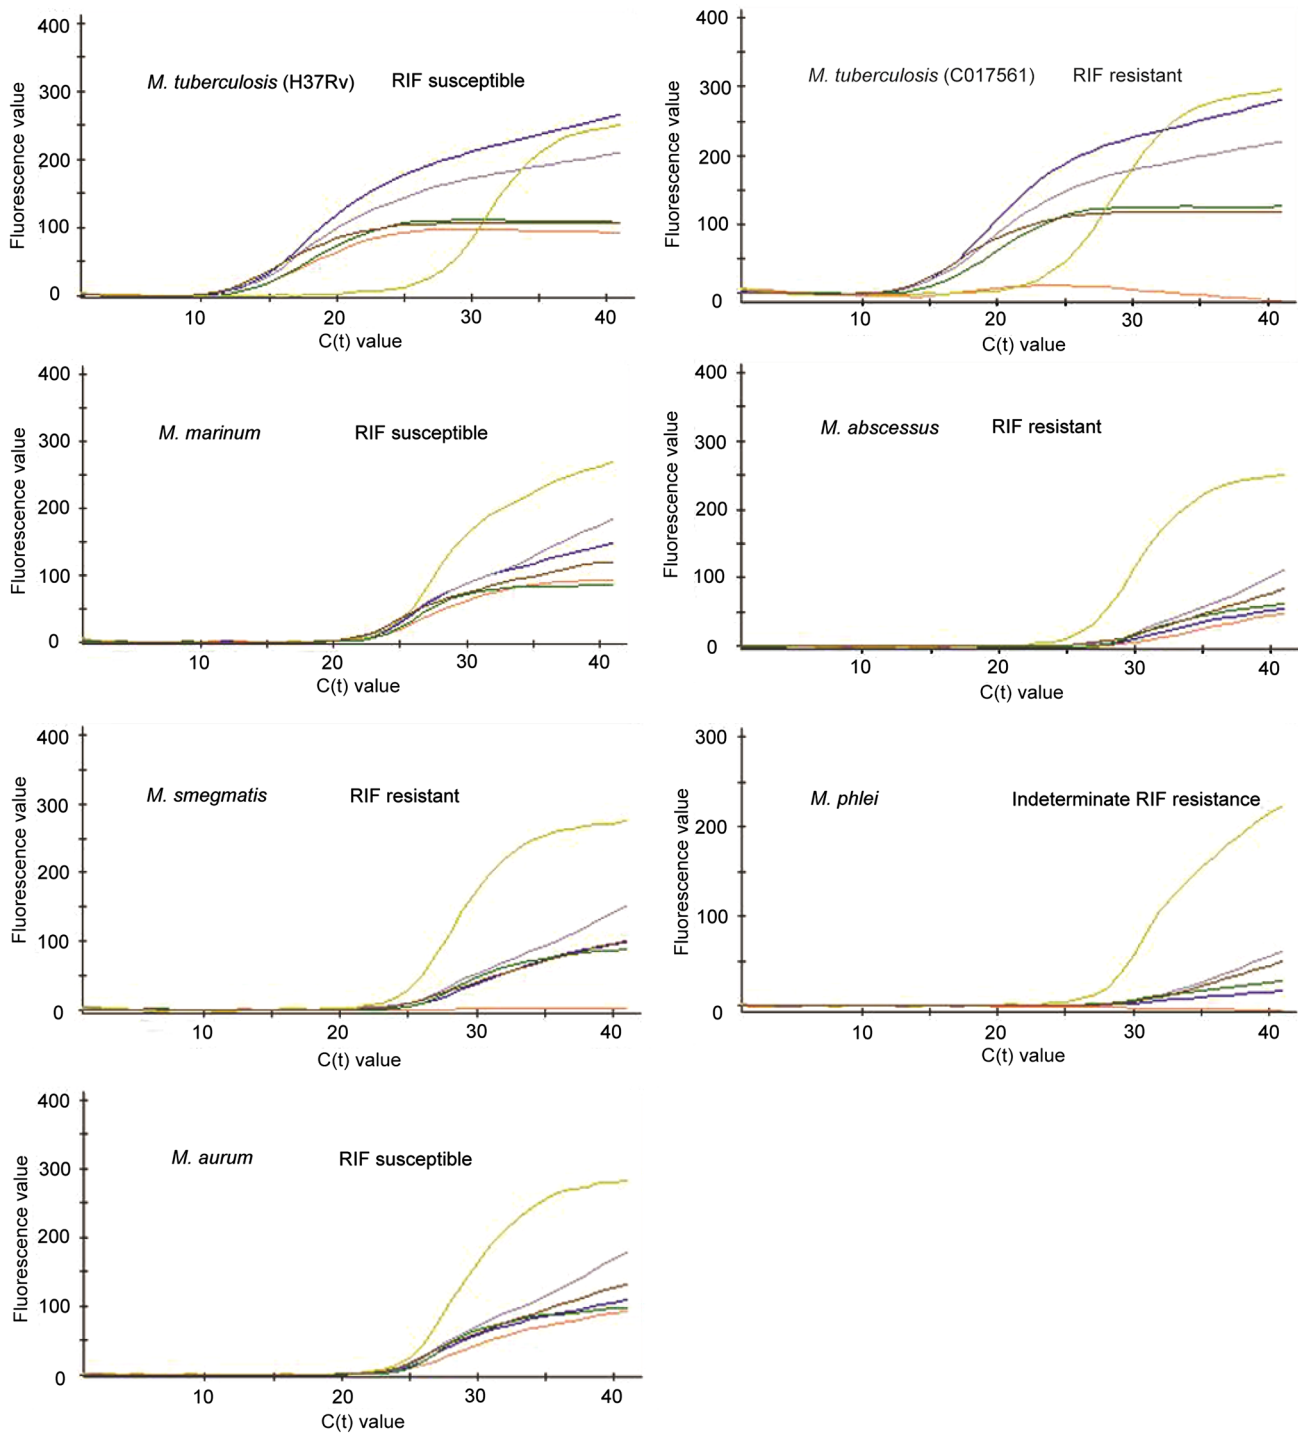 400
300
200
100
0
10
20
30
40
Fluorescence value
C(t) value
M. tuberculosis (H37Rv) RIF susceptible
400
300
200
100
0
10
20
30
40
Fluorescence value
C(t) value
M. tuberculosis (C017561) RIF resistant
400
300
200
100
0
10
20
30
40
Fluorescence value
C(t) value
M. marinum RIF susceptible
400
300
200
100
0
10
20
30
40
Fluorescence value
C(t) value
M. abscessus RIF resistant
400
300
200
100
0
10
20
30
40
Fluorescence value
C(t) value
M. smegmatis RIF resistant
300
200
100
0
10
20
30
40
Fluorescence value
C(t) value
M. phlei Indeterminate RIF resistance
400
300
200
100
0
10
20
30
40
Fluorescence value
C(t) value
M. aurum RIF susceptible